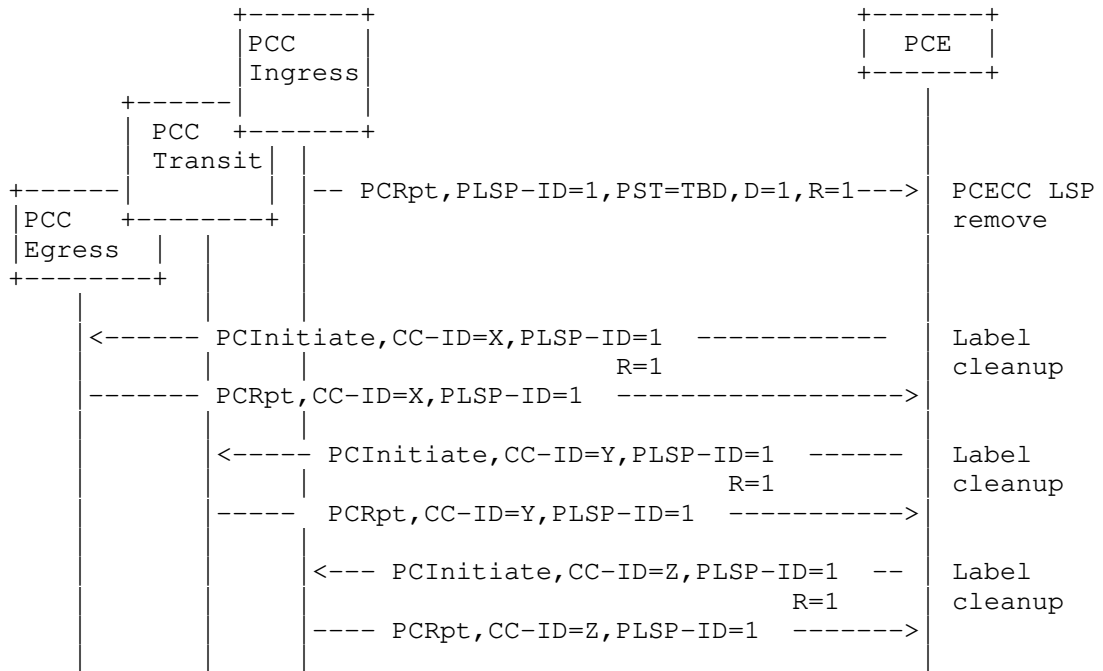 PCC
PCE
Ingress
PCC
Transit
PCRpt,PLSP-ID=1,PST=TBD,D=1,R=1 PCECC LSP
PCC remove
Egress
PCInitiate,CC-ID=X,PLSP-ID=1 Label
R=1 cleanup
PCRpt,CC-ID=X,PLSP-ID=1
PCInitiate,CC-ID=Y,PLSP-ID=1 Label
R=1 cleanup
PCRpt,CC-ID=Y,PLSP-ID=1
PCInitiate,CC-ID=Z,PLSP-ID=1 Label
R=1 cleanup
PCRpt,CC-ID=Z,PLSP-ID=1